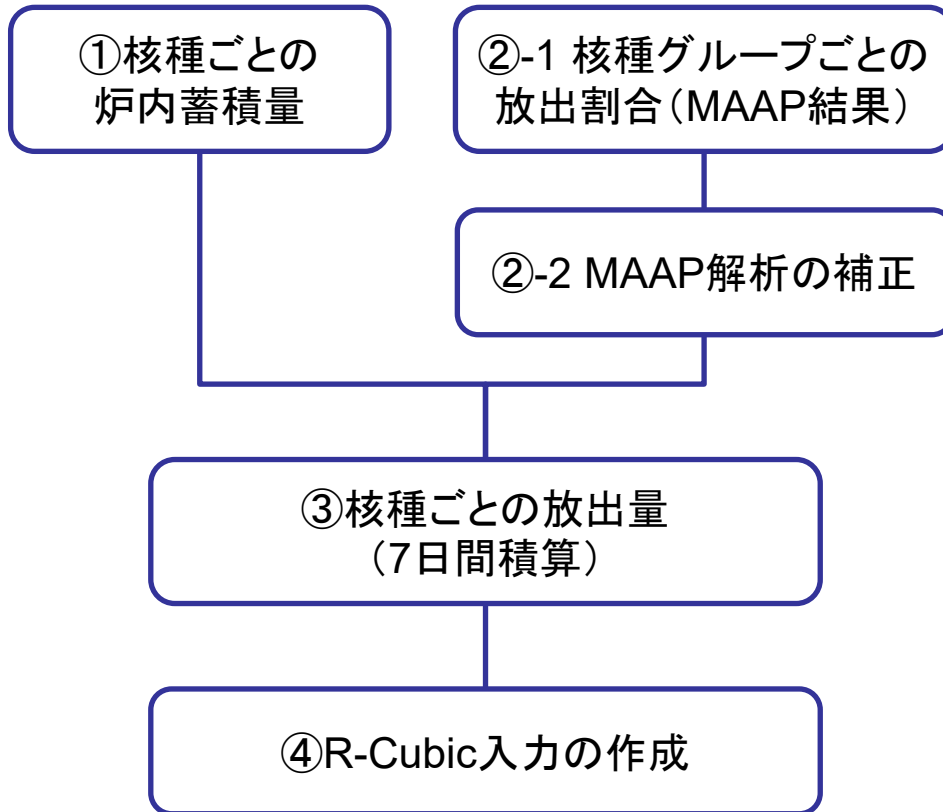 ①核種ごとの
炉内蓄積量
②-1 核種グループごとの
放出割合(MAAP結果)
②-2 MAAP解析の補正
③核種ごとの放出量
(7日間積算)
④R-Cubic入力の作成